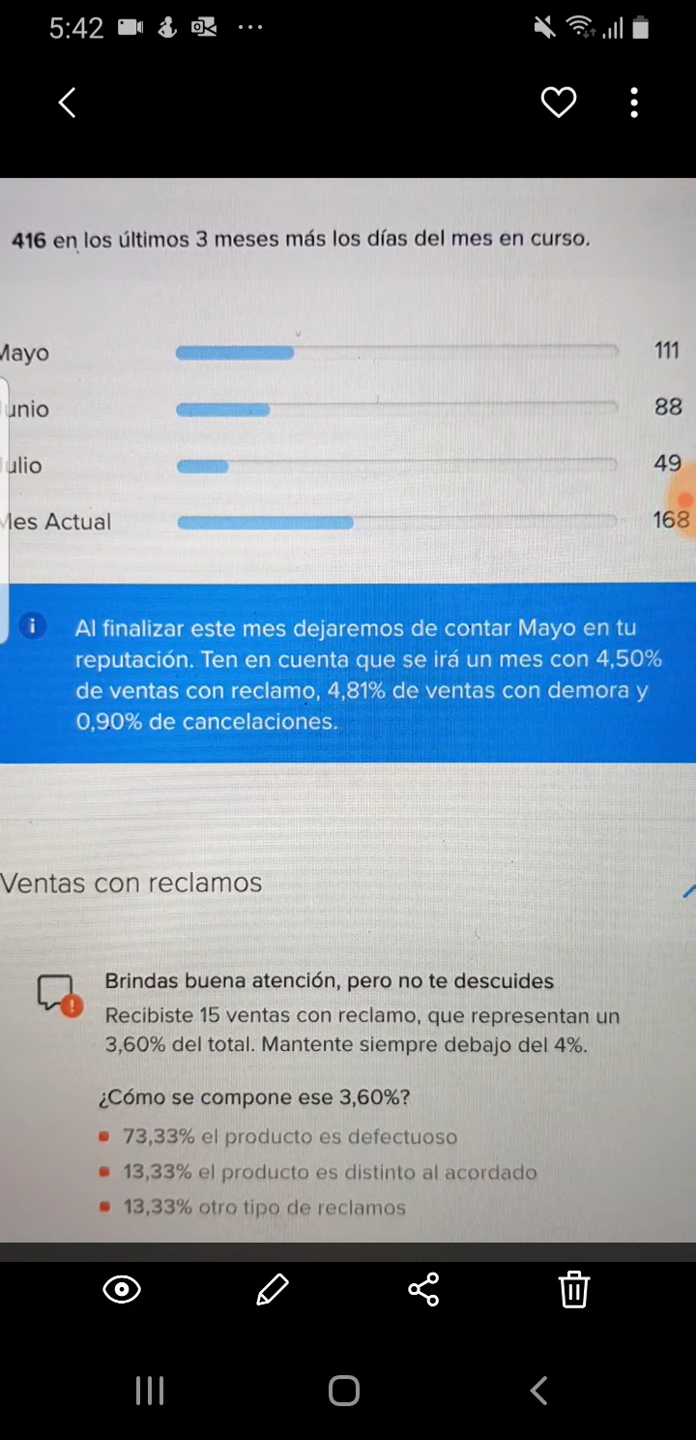 5:42
416 en los últimos 3 meses más los días del mes en curso.
Mayo 111
unio 88
ulio 49
Mes Actual 168
i Al finalizar este mes dejaremos de contar Mayo en tu
reputación. Ten en cuenta que se irá un mes con 4,50%
de ventas con reclamo, 4,81% de ventas con demora y
0,90% de cancelaciones.
Ventas con reclamos
Brindas buena atención, pero no te descuides
Recibiste 15 ventas con reclamo, que representan un
3,60% del total. Mantente siempre debajo del 4%.
¿Cómo se compone ese 3,60%?
73,33% el producto es defectuoso
13,33% el producto es distinto al acordado
13,33% otro tipo de reclamos